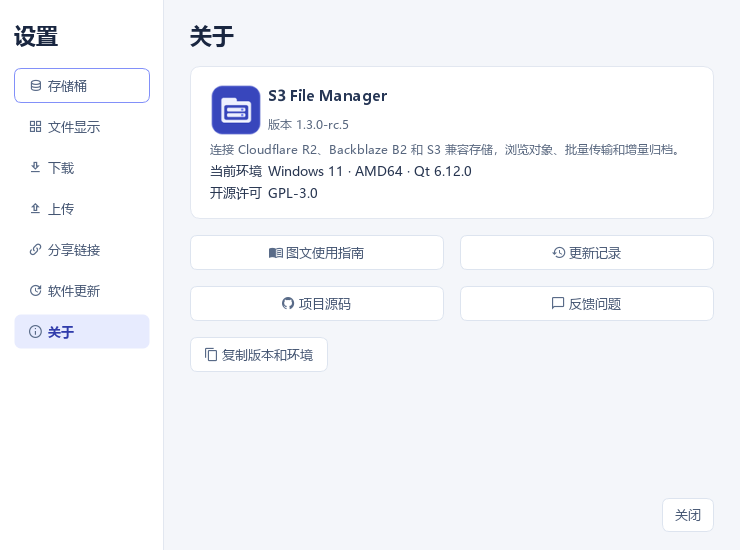 设置
存储桶
文件显示
下载
上传
分享链接
软件更新
关于
关于
S3 File Manager
版本 1.3.0-rc.5
连接 Cloudflare R2、Backblaze B2 和 S3 兼容存储，浏览对象、批量传输和增量归档。
当前环境 Windows 11 · AMD64 · Qt 6.12.0
开源许可 GPL-3.0
图文使用指南
更新记录
项目源码
反馈问题
复制版本和环境
关闭